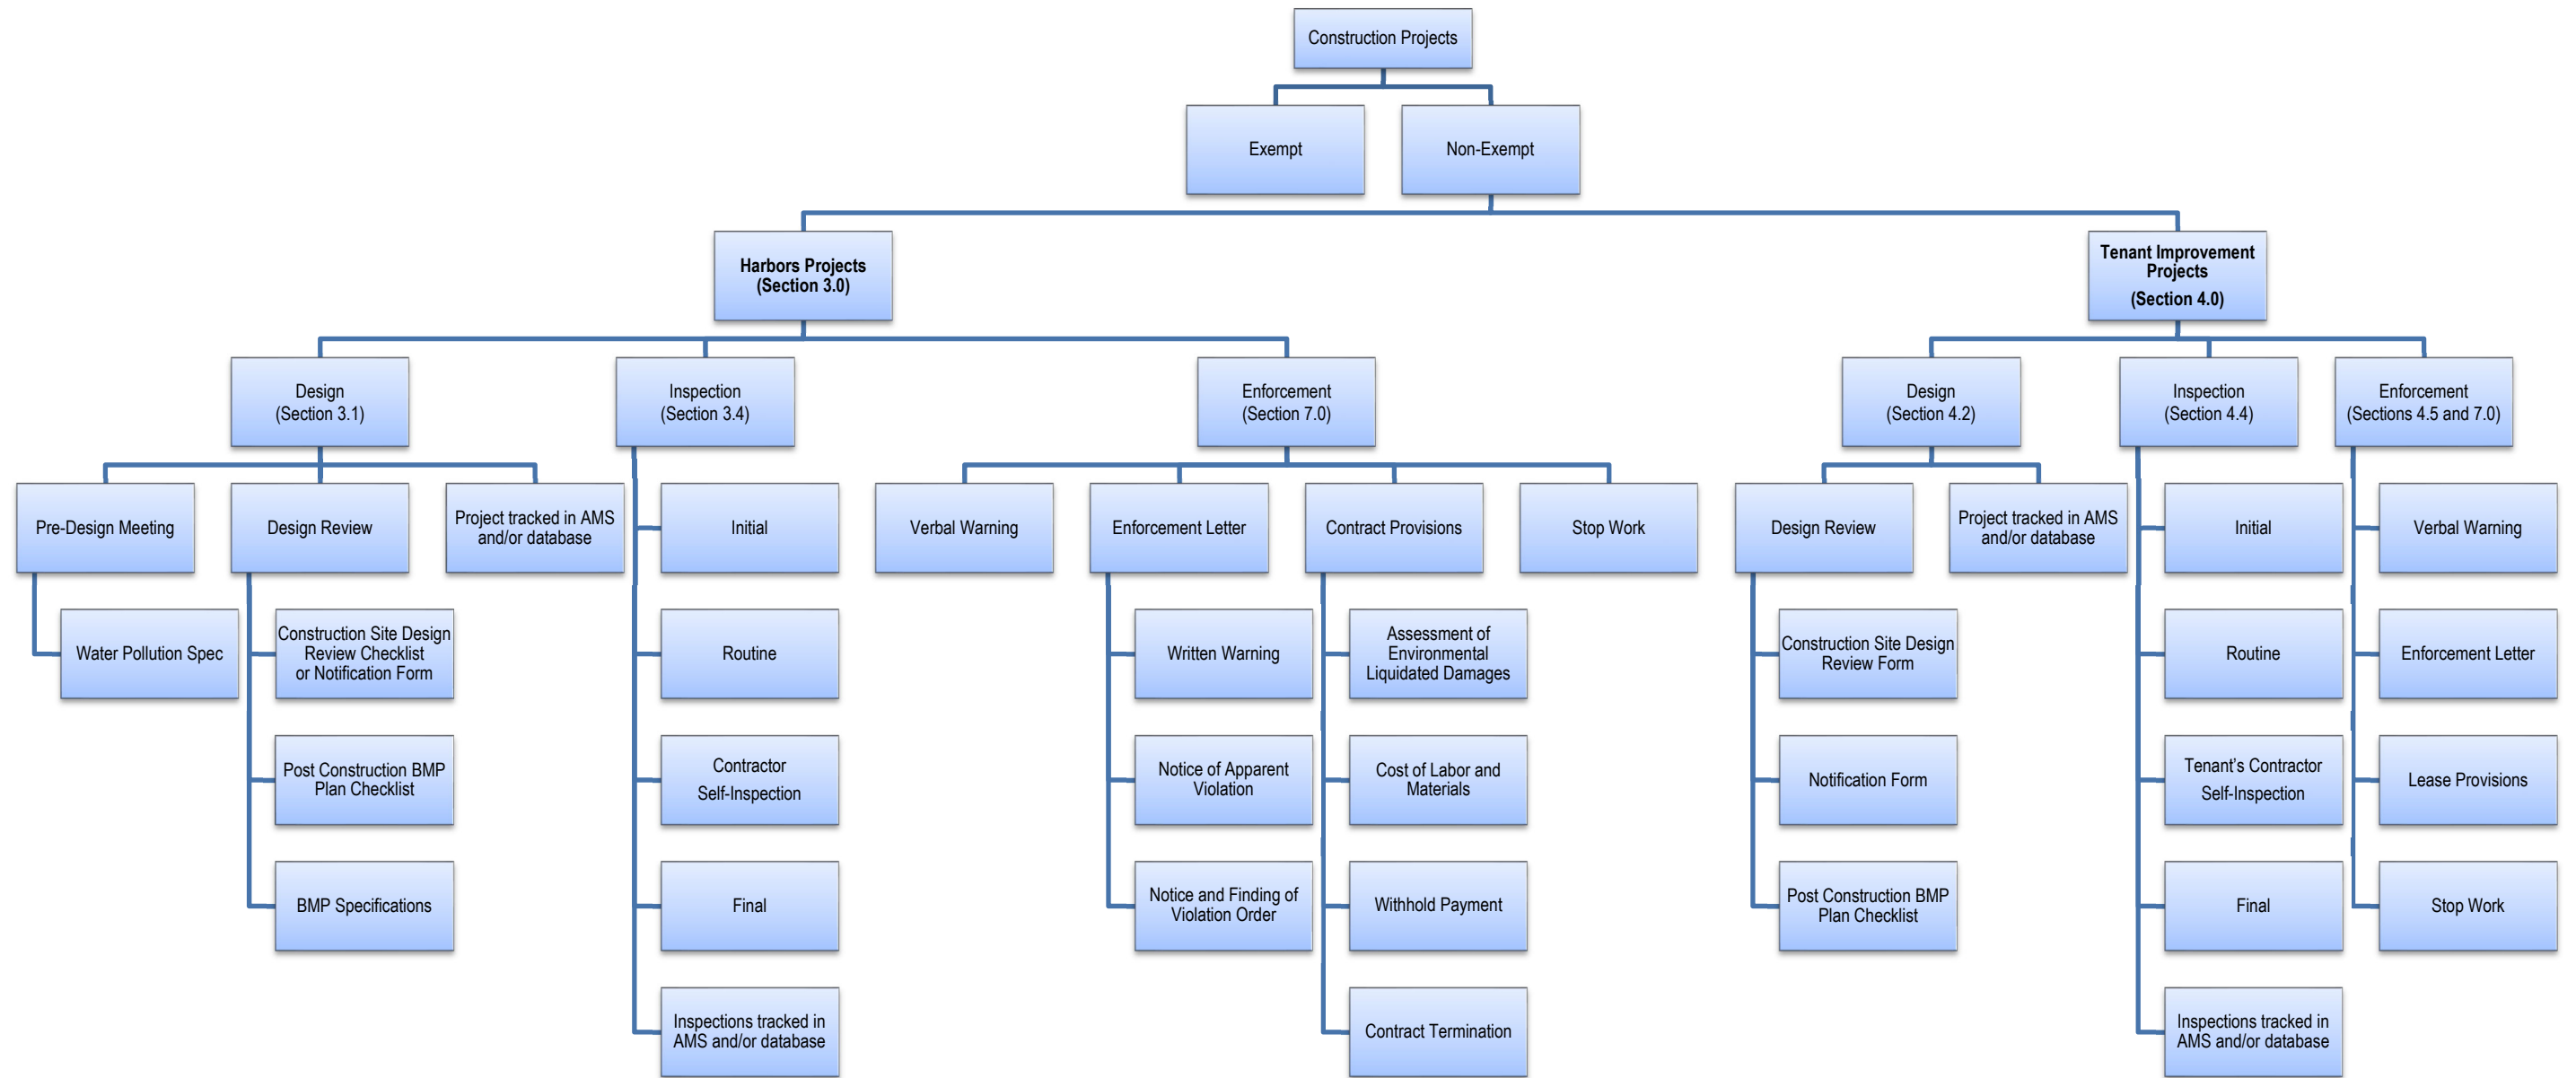 Construction Projects
Exempt
Non-Exempt
Harbors Projects
(Section 3.0)
Tenant Improvement
Projects
(Section 4.0)
Design
(Section 3.1)
Inspection
(Section 3.4)
Enforcement
(Section 7.0)
Design
(Section 4.2)
Inspection
(Section 4.4)
Enforcement
(Sections 4.5 and 7.0)
Pre-Design Meeting
Design Review
Project tracked in AMS
and/or database
Initial
Verbal Warning
Enforcement Letter
Contract Provisions
Stop Work
Design Review
Project tracked in AMS
and/or database
Initial
Verbal Warning
Water Pollution Spec
Construction Site Design
Review Checklist
or Notification Form
Routine
Written Warning
Assessment of
Environmental
Liquidated Damages
Construction Site Design
Review Form
Routine
Enforcement Letter
Post Construction BMP
Plan Checklist
Contractor
Self-Inspection
Notice of Apparent
Violation
Cost of Labor and
Materials
Notification Form
Tenant’s Contractor
Self-Inspection
Lease Provisions
BMP Specifications
Final
Notice and Finding of
Violation Order
Withhold Payment
Post Construction BMP
Plan Checklist
Final
Stop Work
Inspections tracked in
AMS and/or database
Contract Termination
Inspections tracked in
AMS and/or database